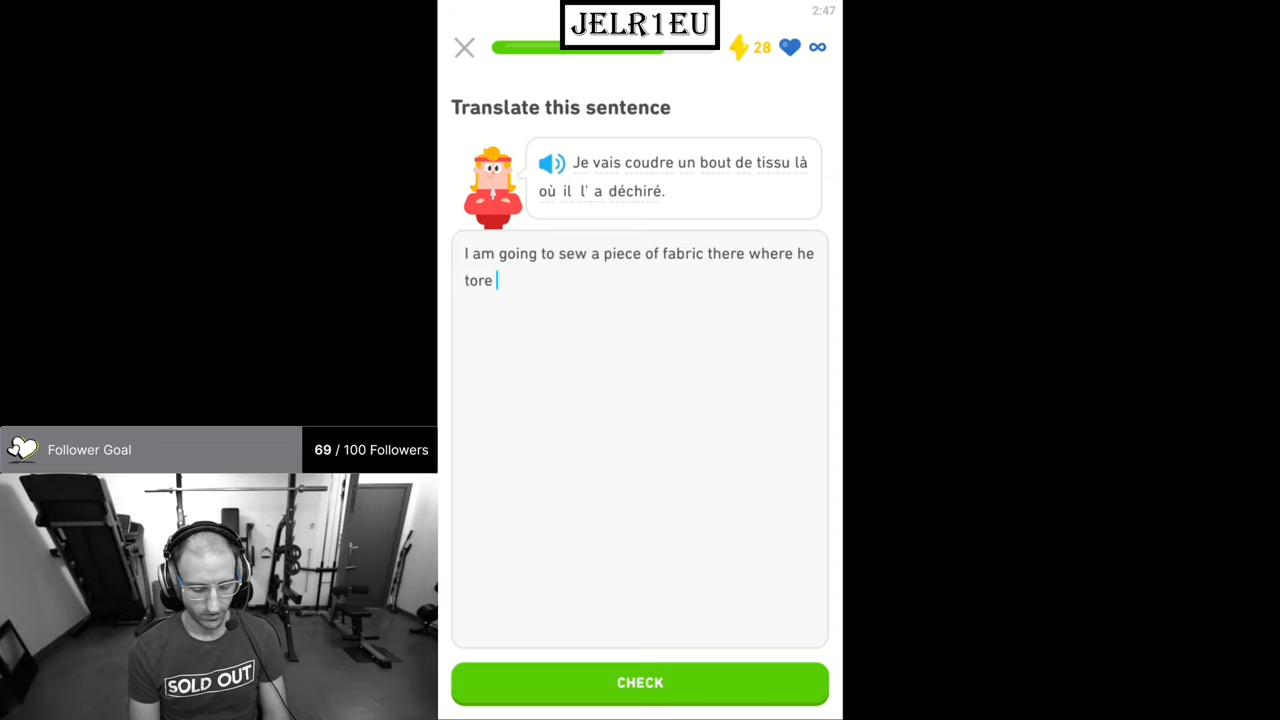 JELR1EU
2:47
28
∞
Translate this sentence
Je vais coudre un bout de tissu là
où il l' a déchiré.
I am going to sew a piece of fabric there where he
tore
Follower Goal
69 / 100 Followers
SOLD OUT
CHECK